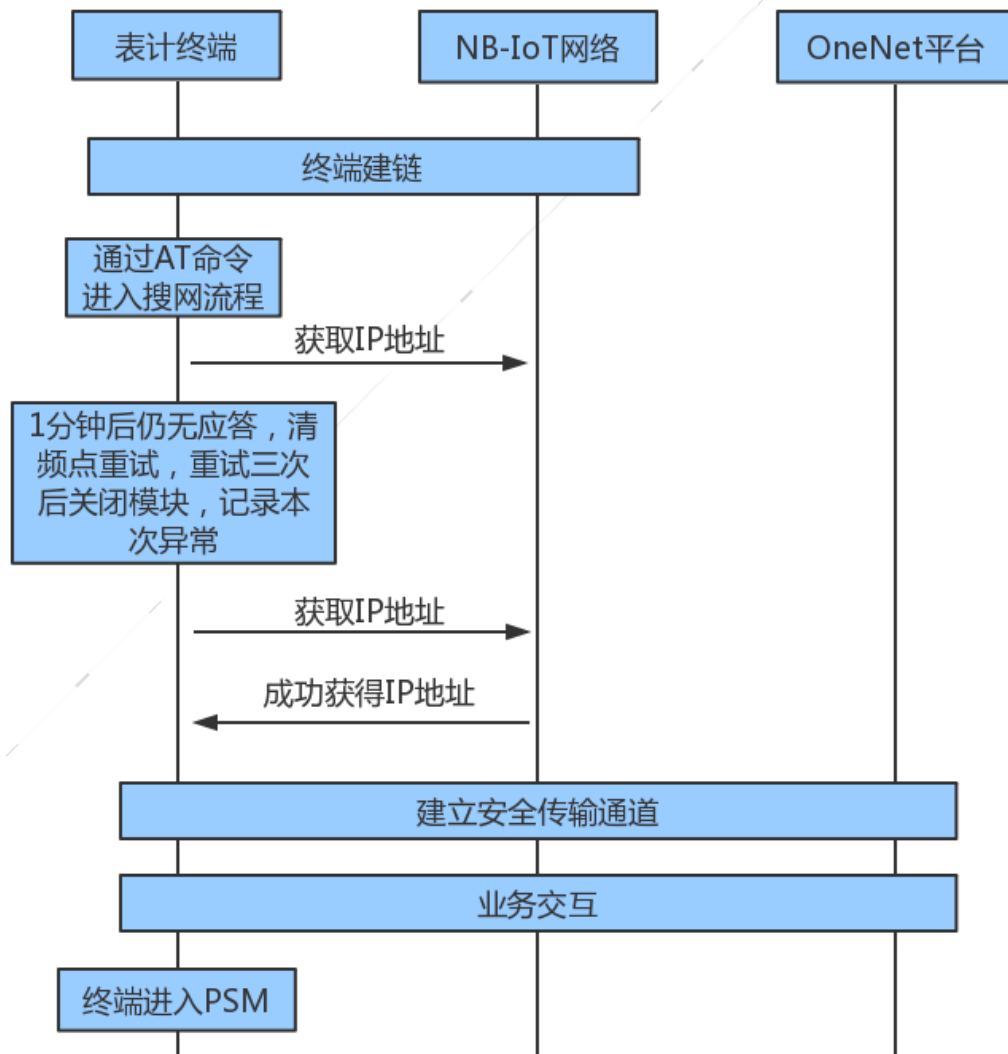 表计终端
NB-IoT网络
OneNet平台
终端建链
通过AT命令
进入搜网流程
获取IP地址
1分钟后仍无应答，清
频点重试，重试三次
后关闭模块，记录本
次异常
获取IP地址
成功获得IP地址
建立安全传输通道
业务交互
终端进入PSM